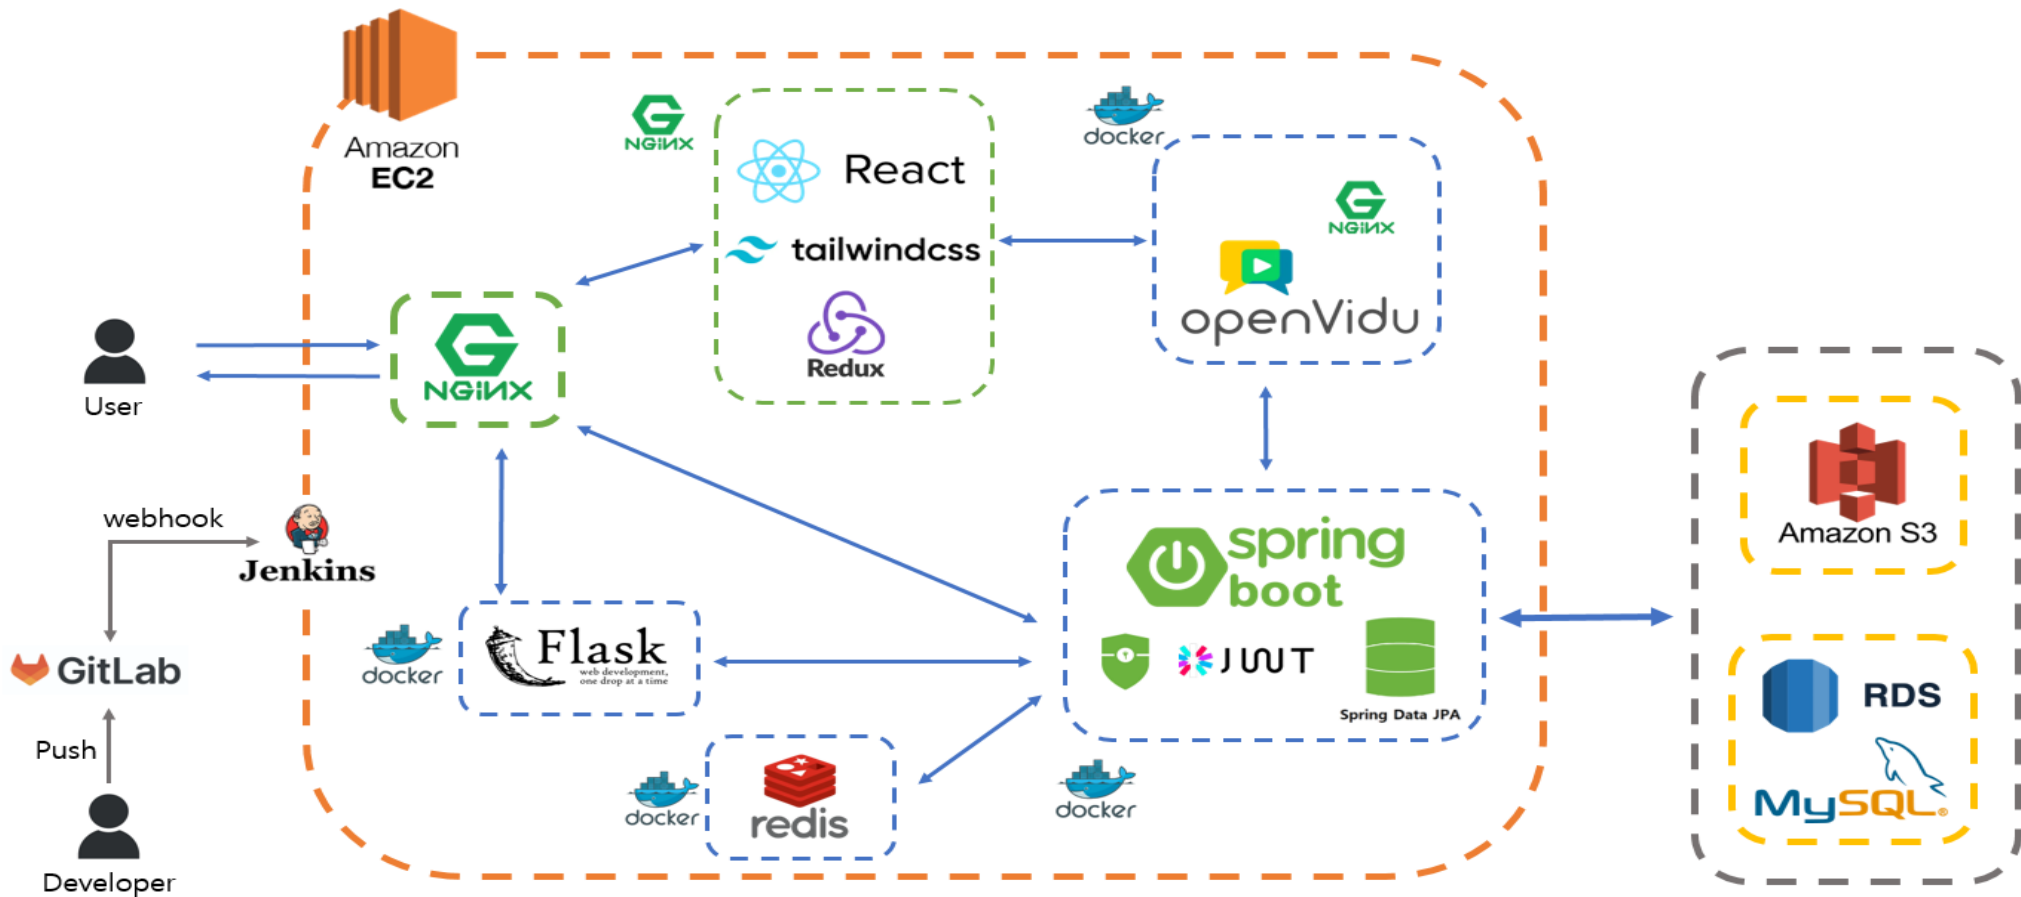 Amazon
EC2
NGiNX
React
tailwindcss
Redux
docker
NGiNX
openVidu
NGiNX
User
webhook
Jenkins
GitLab
Push
Developer
docker
Flask
web development,
one drop at a time
docker
redis
spring
boot
JWT
Spring Data JPA
docker
Amazon S3
RDS
MySQL®